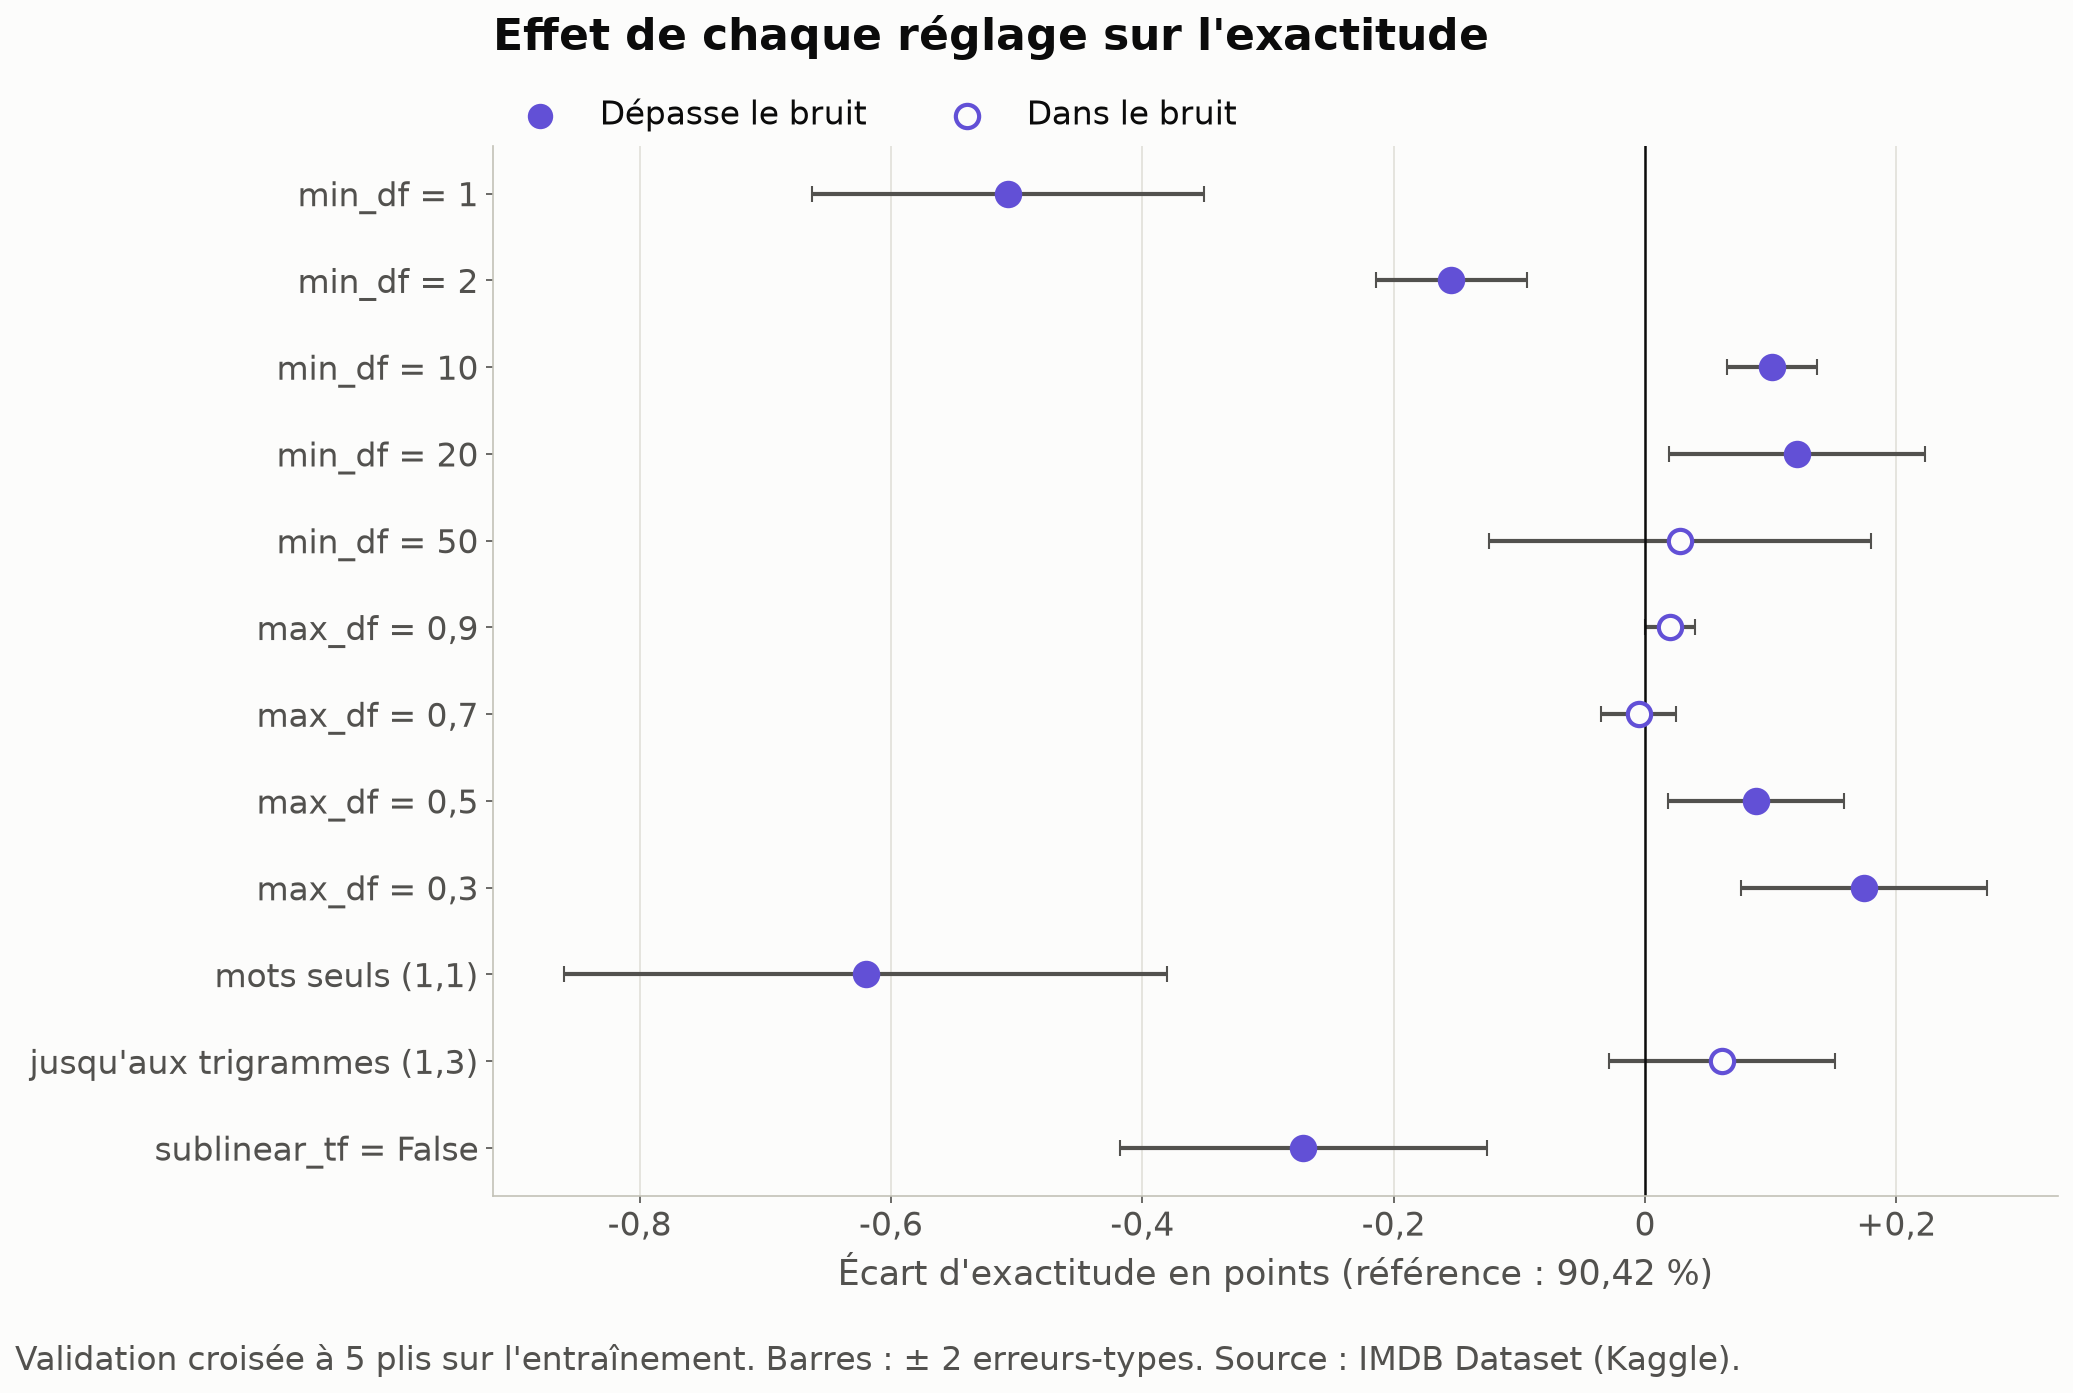 Effet de chaque réglage sur l'exactitude
Dépasse le bruit
Dans le bruit
min_df = 1
min_df = 2
min_df = 10
min_df = 20
min_df = 50
max_df = 0,9
max_df = 0,7
max_df = 0,5
max_df = 0,3
mots seuls (1,1)
jusqu'aux trigrammes (1,3)
sublinear_tf = False
-0,8 -0,6 -0,4 -0,2 0 +0,2
Écart d'exactitude en points (référence : 90,42 %)
Validation croisée à 5 plis sur l'entraînement. Barres : ± 2 erreurs-types. Source : IMDB Dataset (Kaggle).